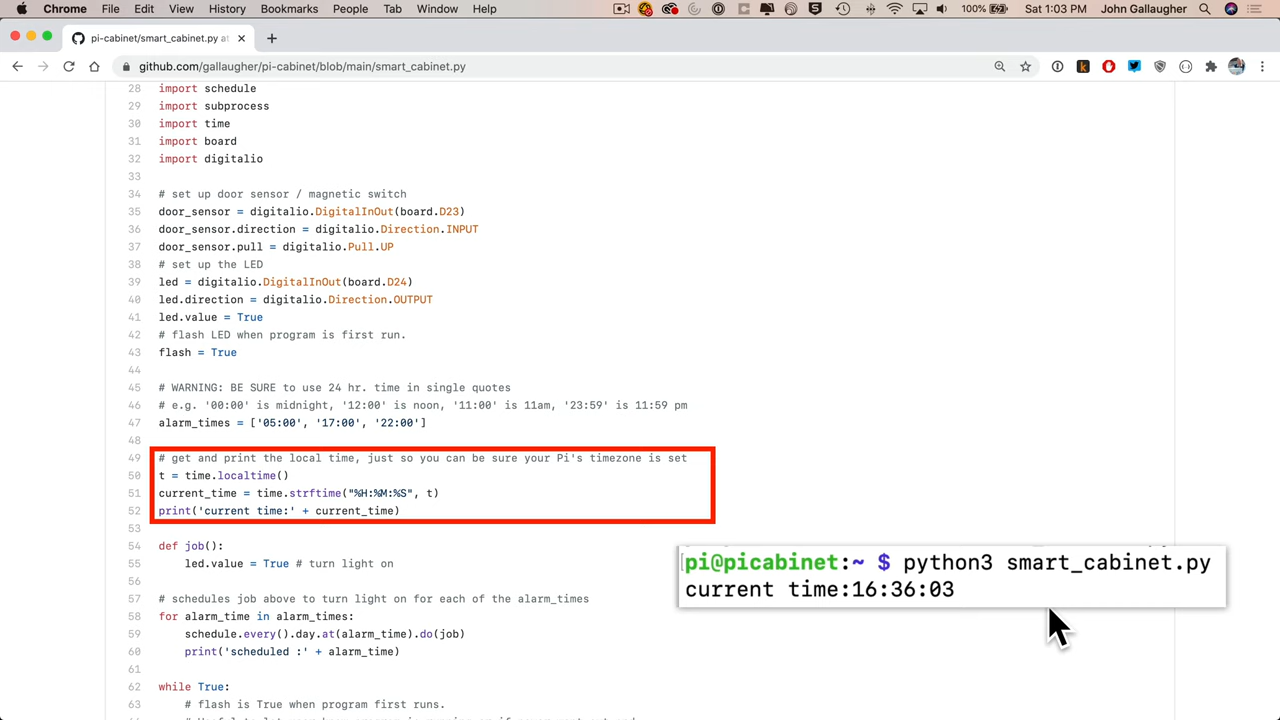 Chrome File Edit View History Bookmarks People Tab Window Help 100% Sat 1:03 PM John Gallaugher
pi-cabinet/smart_cabinet.py at
github.com/gallaugher/pi-cabinet/blob/main/smart_cabinet.py
28 import schedule
29 import subprocess
30 import time
31 import board
32 import digitalio
33
34 # set up door sensor / magnetic switch
35 door_sensor = digitalio.DigitalInOut(board.D23)
36 door_sensor.direction = digitalio.Direction.INPUT
37 door_sensor.pull = digitalio.Pull.UP
38 # set up the LED
39 led = digitalio.DigitalInOut(board.D24)
40 led.direction = digitalio.Direction.OUTPUT
41 led.value = True
42 # flash LED when program is first run.
43 flash = True
44
45 # WARNING: BE SURE to use 24 hr. time in single quotes
46 # e.g. '00:00' is midnight, '12:00' is noon, '11:00' is 11am, '23:59' is 11:59 pm
47 alarm_times = ['05:00', '17:00', '22:00']
48
49 # get and print the local time, just so you can be sure your Pi's timezone is set
50 t = time.localtime()
51 current_time = time.strftime("%H:%M:%S", t)
52 print('current time:' + current_time)
53
54 def job():
55 led.value = True # turn light on
56
57 # schedules job above to turn light on for each of the alarm_times
58 for alarm_time in alarm_times:
59 schedule.every().day.at(alarm_time).do(job)
60 print('scheduled :' + alarm_time)
61
62 while True:
63 # flash is True when program first runs.
pi@picabinet:~ $ python3 smart_cabinet.py
current time:16:36:03